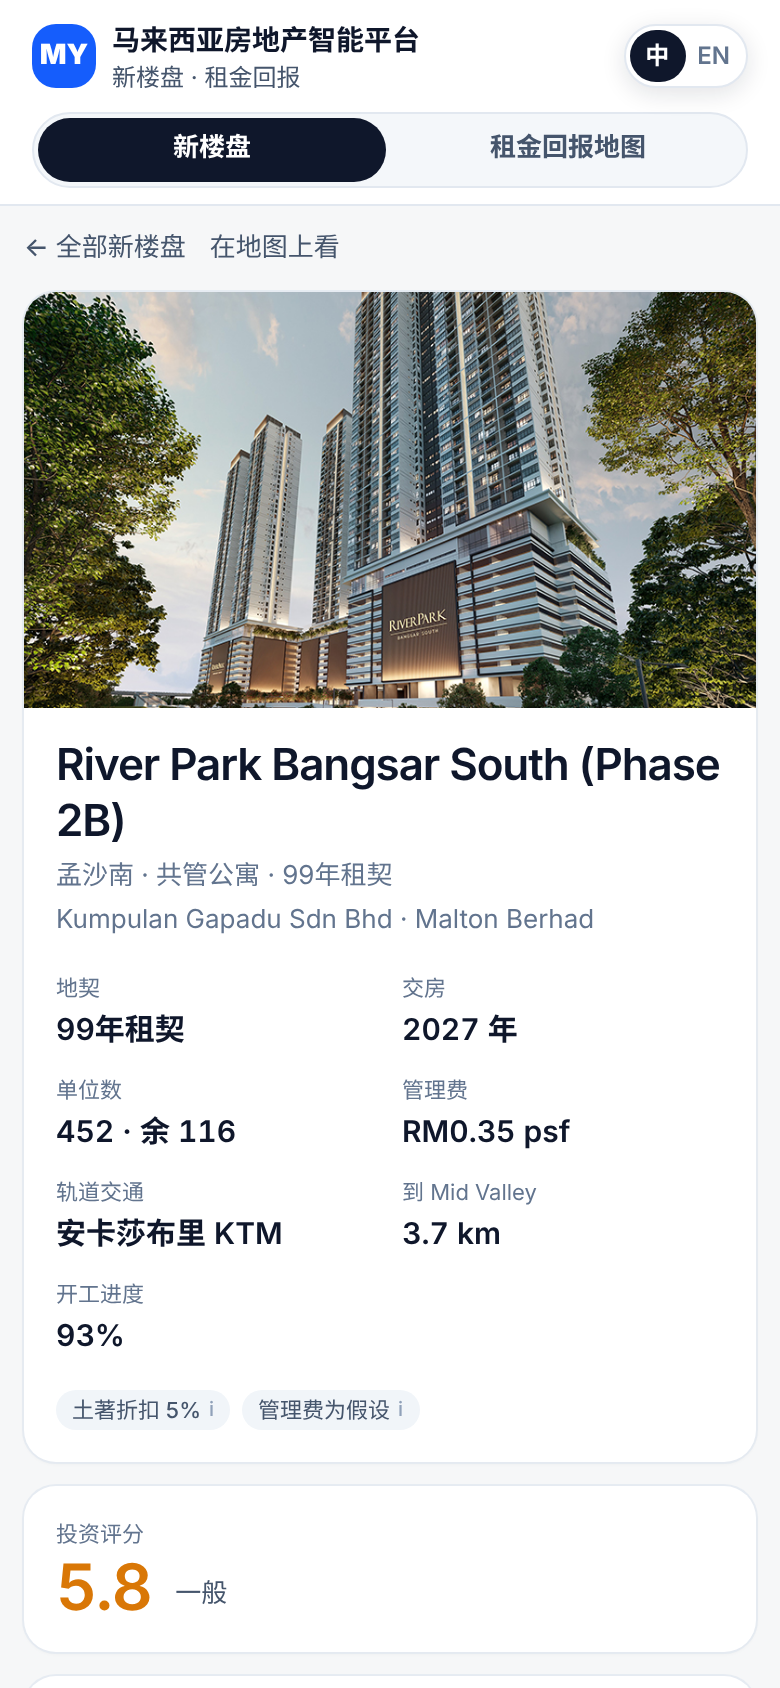 MY
马来西亚房地产智能平台
新楼盘 · 租金回报
中 EN
新楼盘 租金回报地图
← 全部新楼盘 在地图上看
RIVERPARK
BANGSAR SOUTH
River Park Bangsar South (Phase
2B)
孟沙南 · 共管公寓 · 99年租契
Kumpulan Gapadu Sdn Bhd · Malton Berhad
地契 交房
99年租契 2027 年
单位数 管理费
452 · 余 116 RM0.35 psf
轨道交通 到 Mid Valley
安卡莎布里 KTM 3.7 km
开工进度
93%
土著折扣 5% i 管理费为假设 i
投资评分
5.8 一般